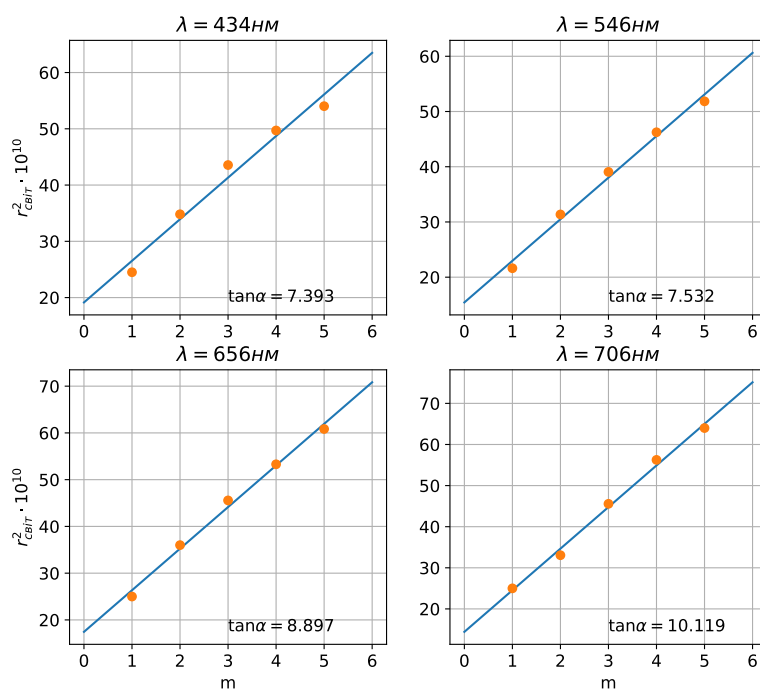 λ = 434нм
60
50
40
30
20
r²світ · 10¹⁰
tanα = 7.393
0 1 2 3 4 5 6
λ = 546нм
60
50
40
30
20
tanα = 7.532
0 1 2 3 4 5 6
λ = 656нм
70
60
50
40
30
20
r²світ · 10¹⁰
tanα = 8.897
0 1 2 3 4 5 6
m
λ = 706нм
70
60
50
40
30
20
tanα = 10.119
0 1 2 3 4 5 6
m